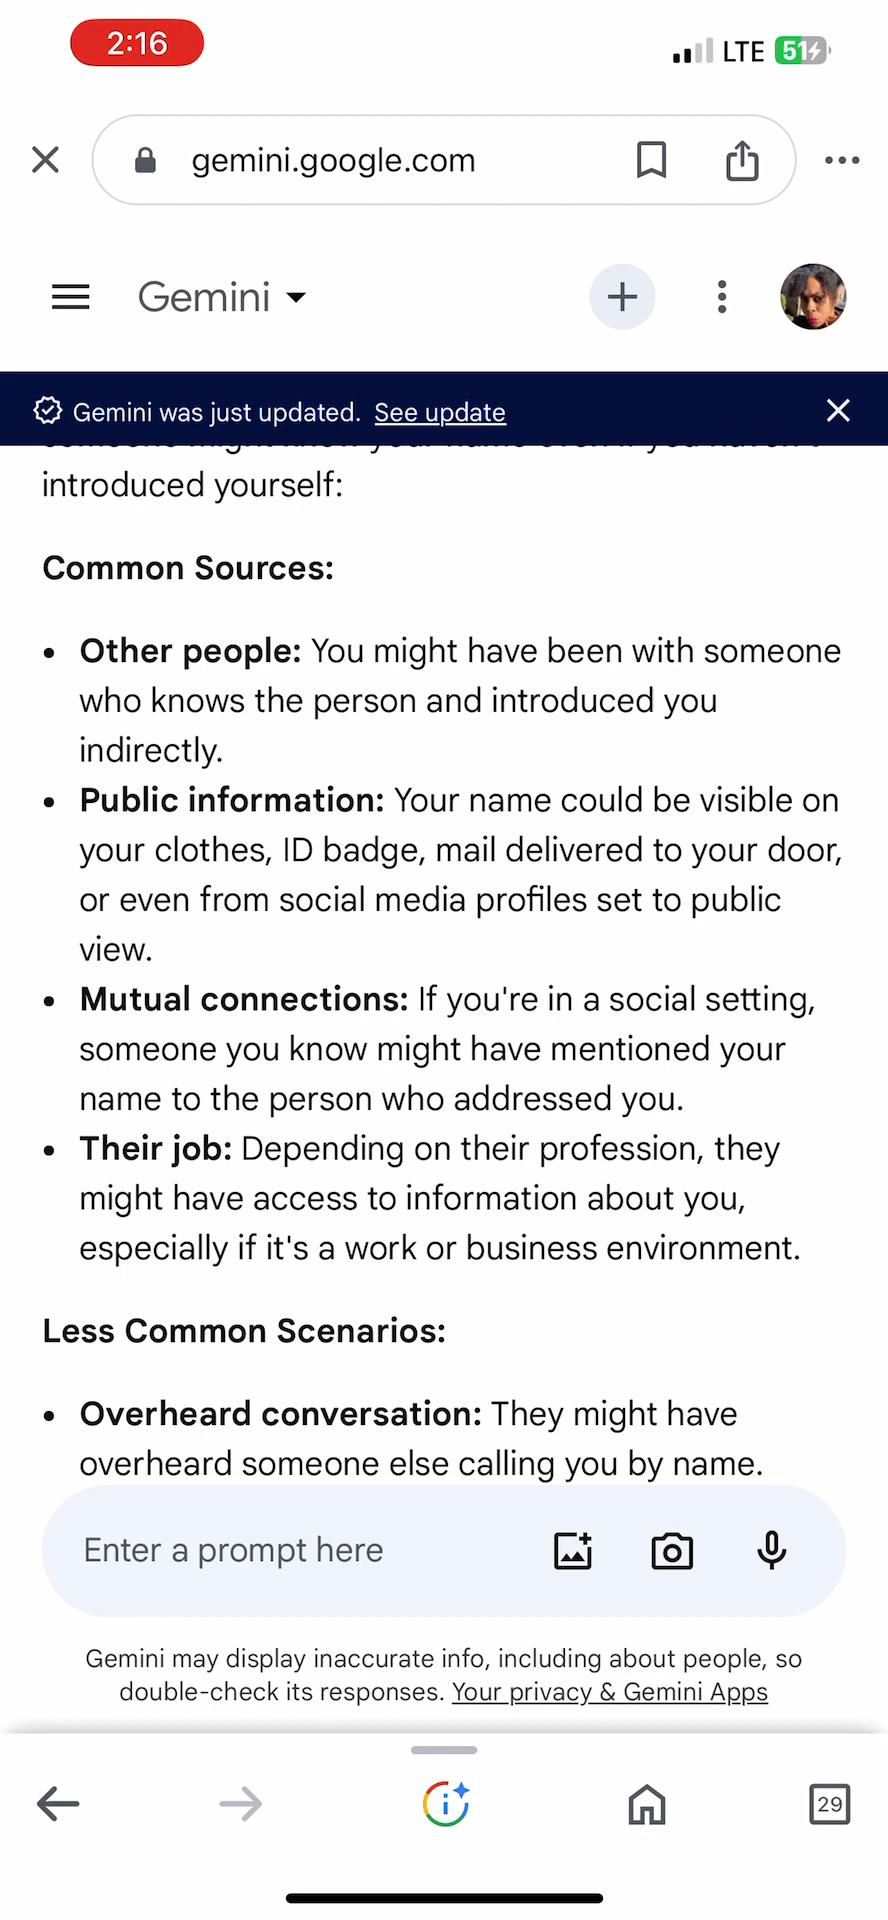 2:16
LTE 51
gemini.google.com
Gemini
Gemini was just updated. See update
introduced yourself:
Common Sources:
• Other people: You might have been with someone
who knows the person and introduced you
indirectly.
• Public information: Your name could be visible on
your clothes, ID badge, mail delivered to your door,
or even from social media profiles set to public
view.
• Mutual connections: If you're in a social setting,
someone you know might have mentioned your
name to the person who addressed you.
• Their job: Depending on their profession, they
might have access to information about you,
especially if it's a work or business environment.
Less Common Scenarios:
• Overheard conversation: They might have
overheard someone else calling you by name.
Enter a prompt here
Gemini may display inaccurate info, including about people, so
double-check its responses. Your privacy & Gemini Apps
29